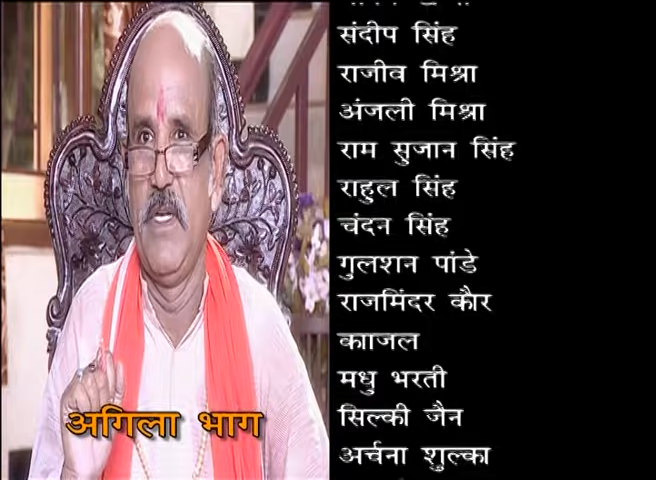 संदीप सिंह
राजीव मिश्रा
अंजली मिश्रा
राम सुजान सिंह
राहुल सिंह
चंदन सिंह
गुलशन पांडे
राजमिंदर कौर
कााजल
मधु भरती
सिल्की जैन
अर्चना शुल्का
अगिला भाग